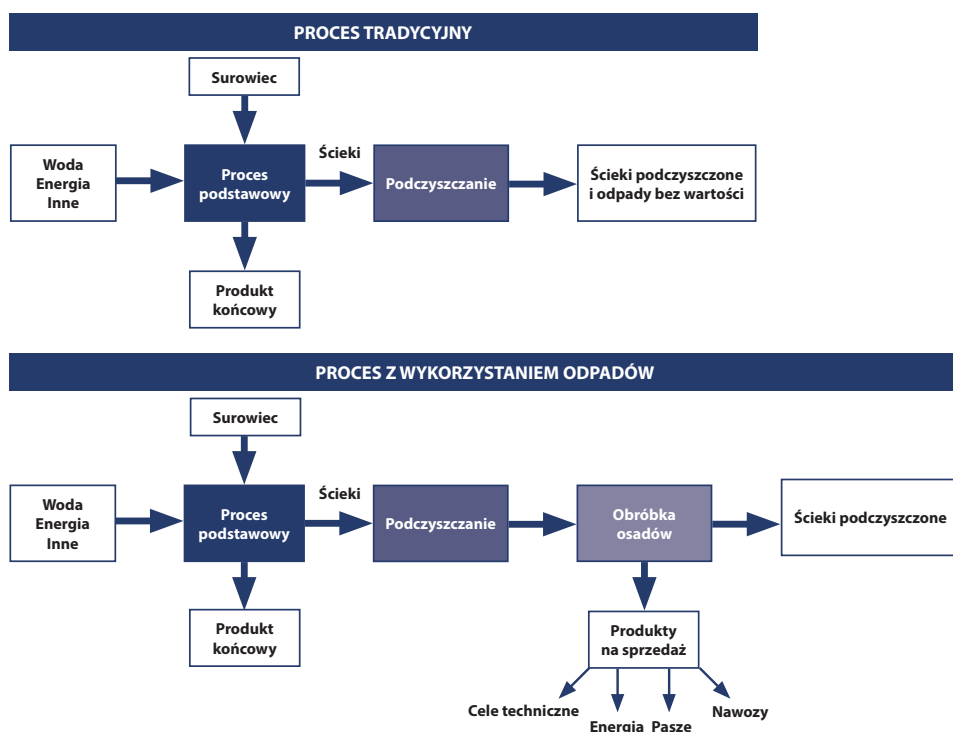 PROCES TRADYCYJNY
Surowiec
Woda
Energia
Inne
Proces
podstawowy
Ścieki
Podczyszczanie
Ścieki podczyszczone
i odpady bez wartości
Produkt
końcowy
PROCES Z WYKORZYSTANIEM ODPADÓW
Surowiec
Woda
Energia
Inne
Proces
podstawowy
Ścieki
Podczyszczanie
Obróbka
osadów
Ścieki podczyszczone
Produkt
końcowy
Produkty
na sprzedaż
Cele techniczne
Energia
Pasze
Nawozy